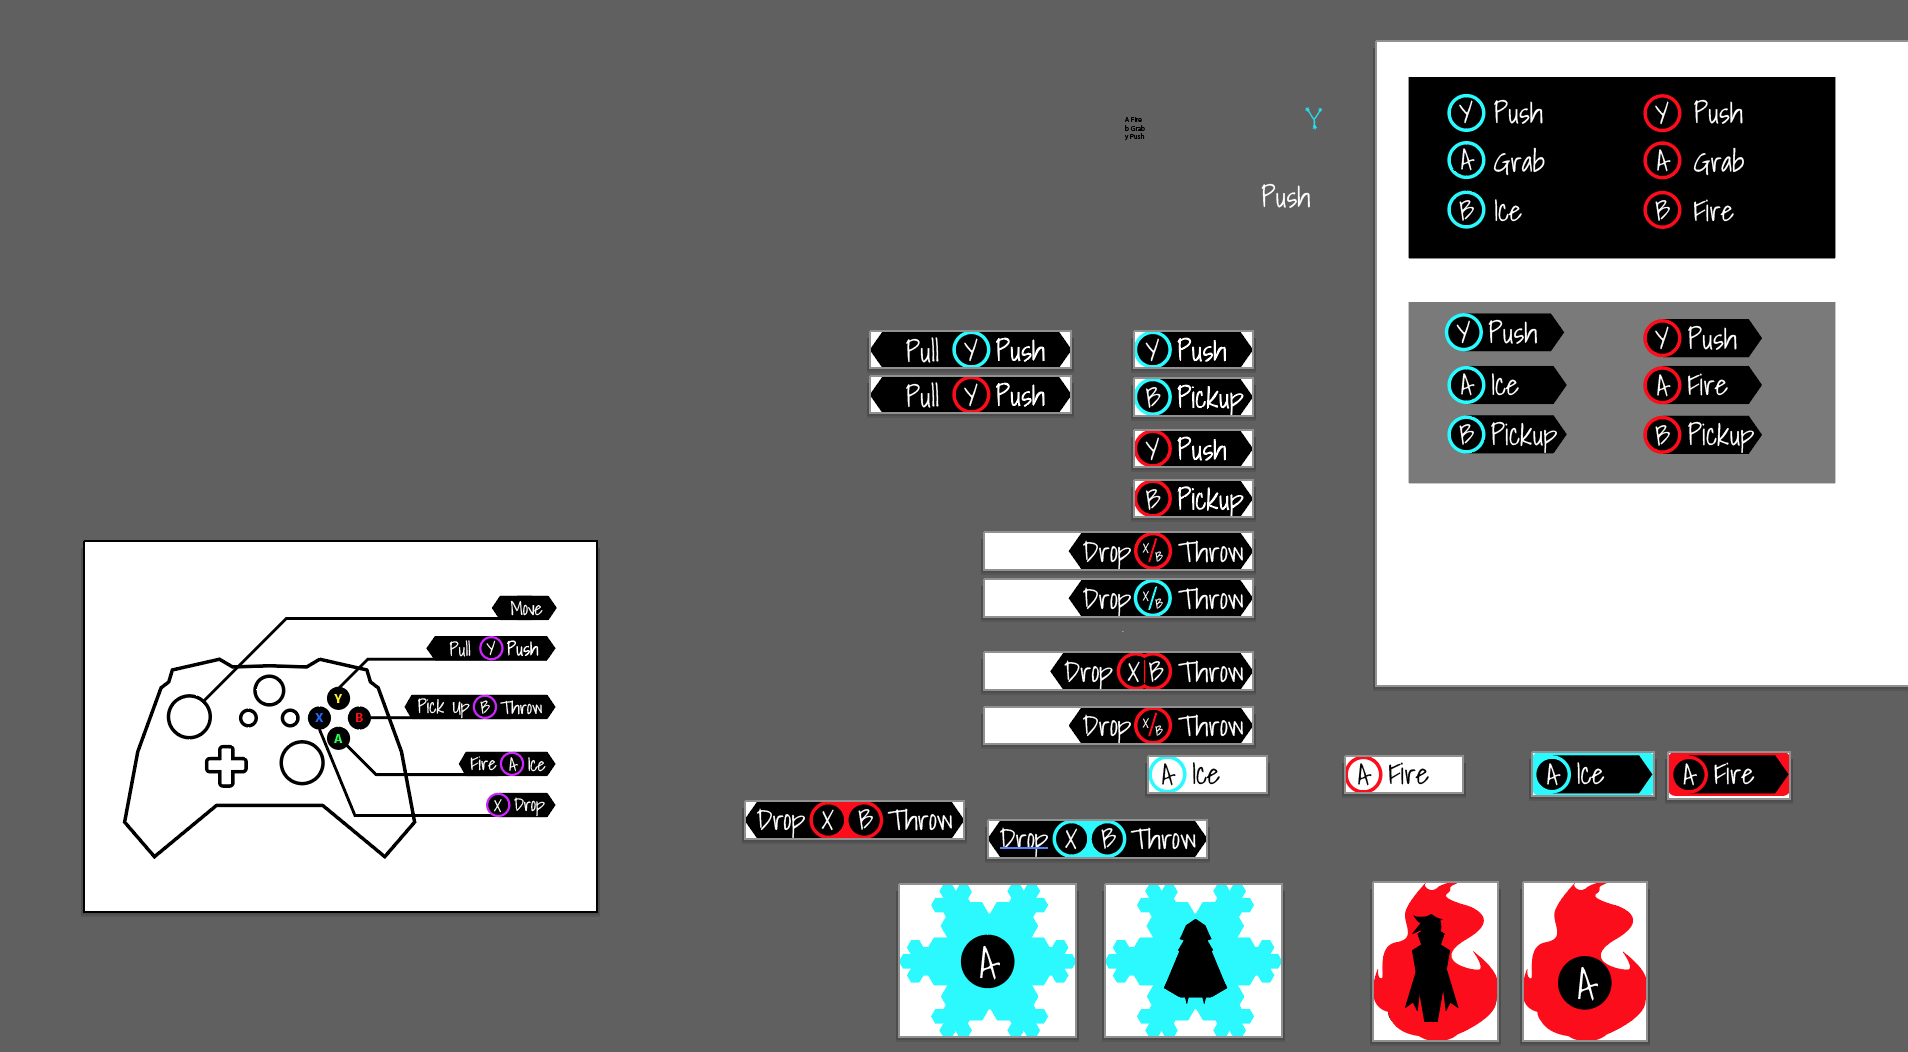 A Fire
b Grab
y Push
Y
Push
Y Push
Y Push
A Grab
A Grab
B Ice
B Fire
Y Push
Y Push
A Ice
A Fire
B Pickup
B Pickup
Pull Y Push
Pull Y Push
Y Push
B Pickup
Y Push
B Pickup
Drop X/B Throw
Drop X/B Throw
Drop X|B Throw
Drop X/B Throw
A Ice
A Fire
A Ice
A Fire
Drop X B Throw
Drop X B Throw
Move
Pull Y Push
Pick Up B Throw
Fire A Ice
X Drop
Y
X B
A
A
A